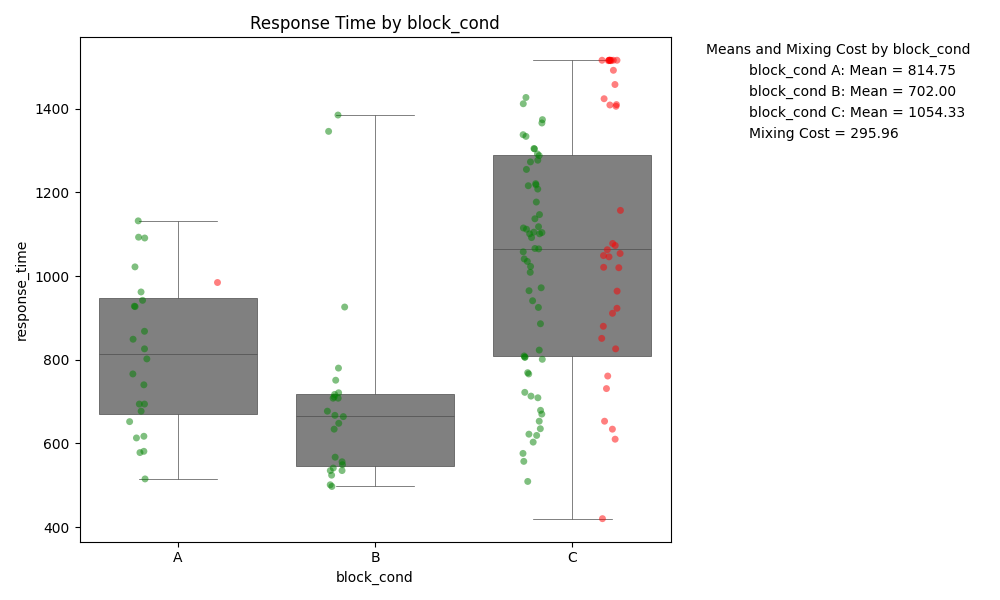 Response Time by block_cond
Means and Mixing Cost by block_cond
block_cond A: Mean = 814.75
block_cond B: Mean = 702.00
block_cond C: Mean = 1054.33
Mixing Cost = 295.96
response_time
1400
1200
1000
800
600
400
A
B
C
block_cond